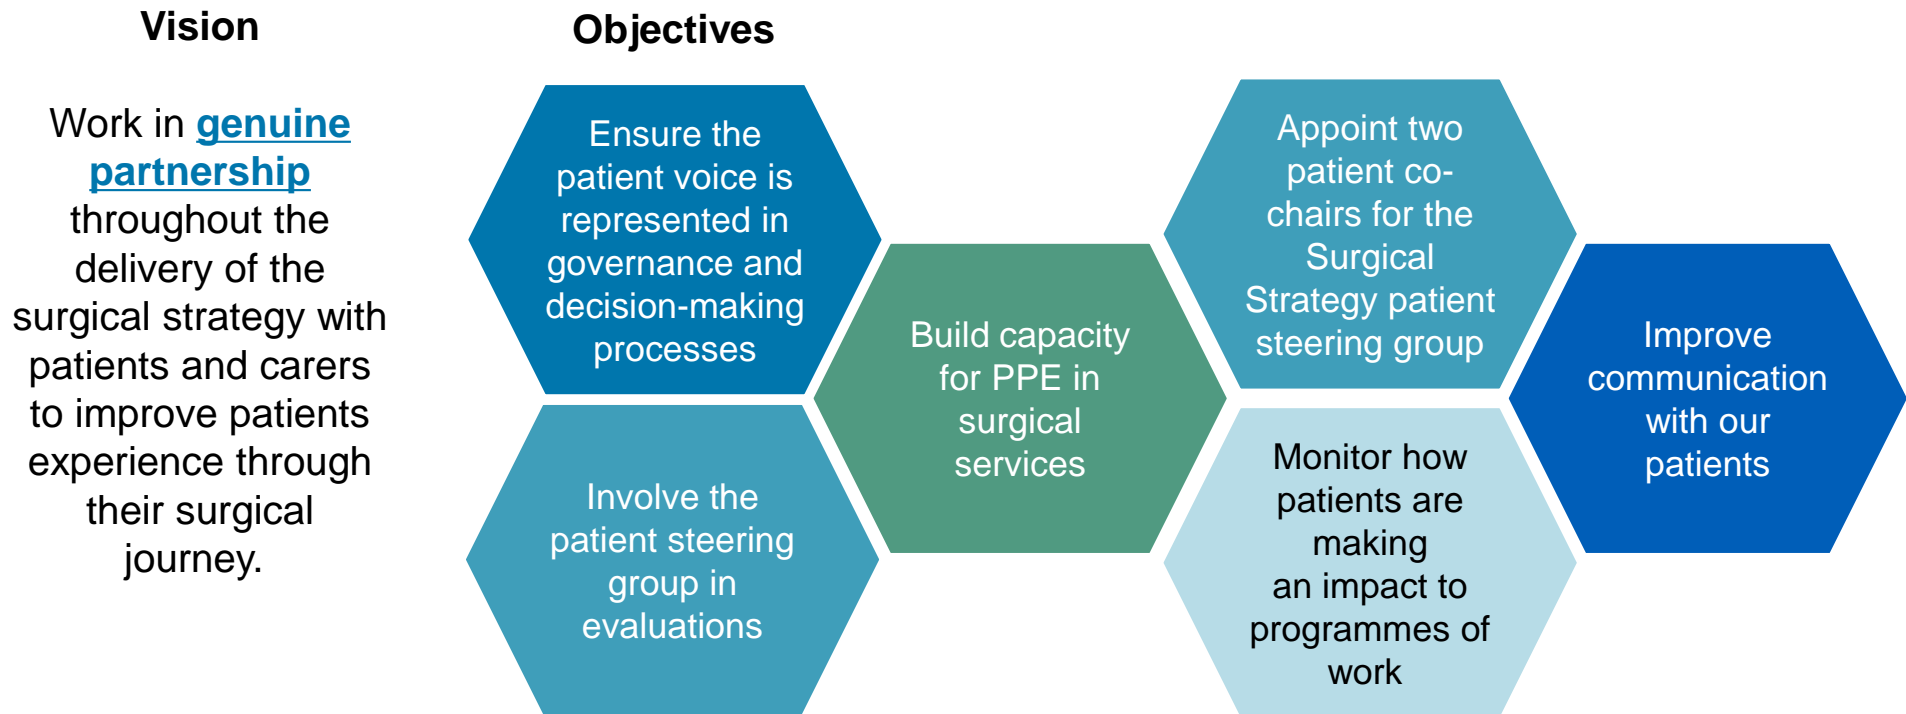 Vision
Work in genuine
partnership
throughout the
delivery of the
surgical strategy with
patients and carers
to improve patients
experience through
their surgical
journey.
Objectives
Ensure the
patient voice is
represented in
governance and
decision-making
processes
Involve the
patient steering
group in
evaluations
Build capacity
for PPE in
surgical
services
Appoint two
patient co-
chairs for the
Surgical
Strategy patient
steering group
Monitor how
patients are
making
an impact to
programmes of
work
Improve
communication
with our
patients